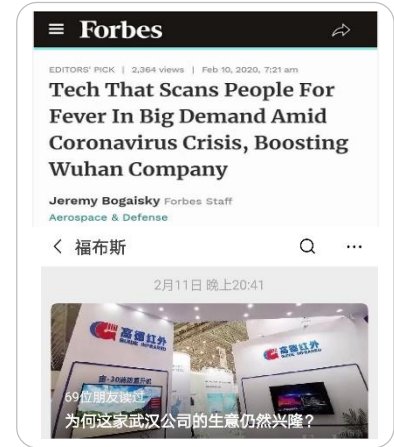 Forbes
EDITORS' PICK | 2,364 views | Feb 10, 2020, 7:21 am
Tech That Scans People For
Fever In Big Demand Amid
Coronavirus Crisis, Boosting
Wuhan Company
Jeremy Bogaisky Forbes Staff
Aerospace & Defense
福布斯
2月11日 晚上20:41
高德红外
GUIDE INFRARED
高德红外
69位朋友读过
为何这家武汉公司的生意仍然兴隆？